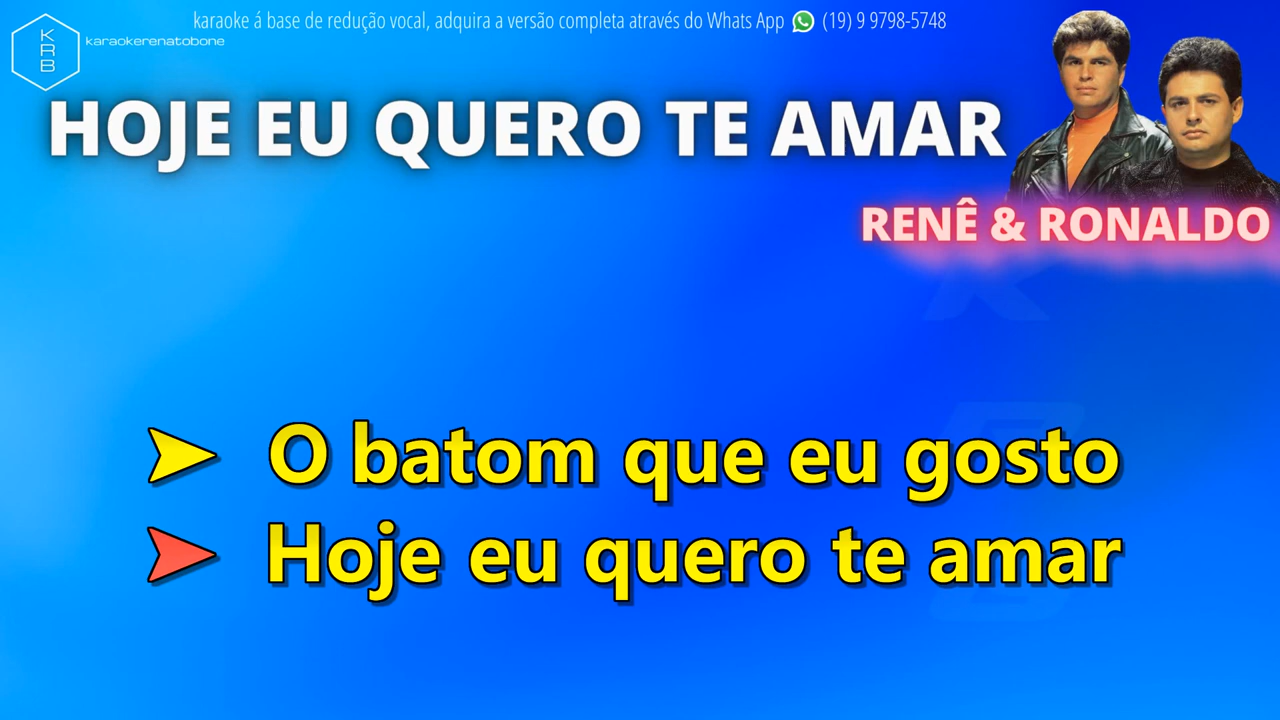 karaoke á base de redução vocal, adquira a versão completa através do Whats App (19) 9 9798-5748
K
R
B
karaokerenatobone
HOJE EU QUERO TE AMAR
RENÊ & RONALDO
O batom que eu gosto
Hoje eu quero te amar